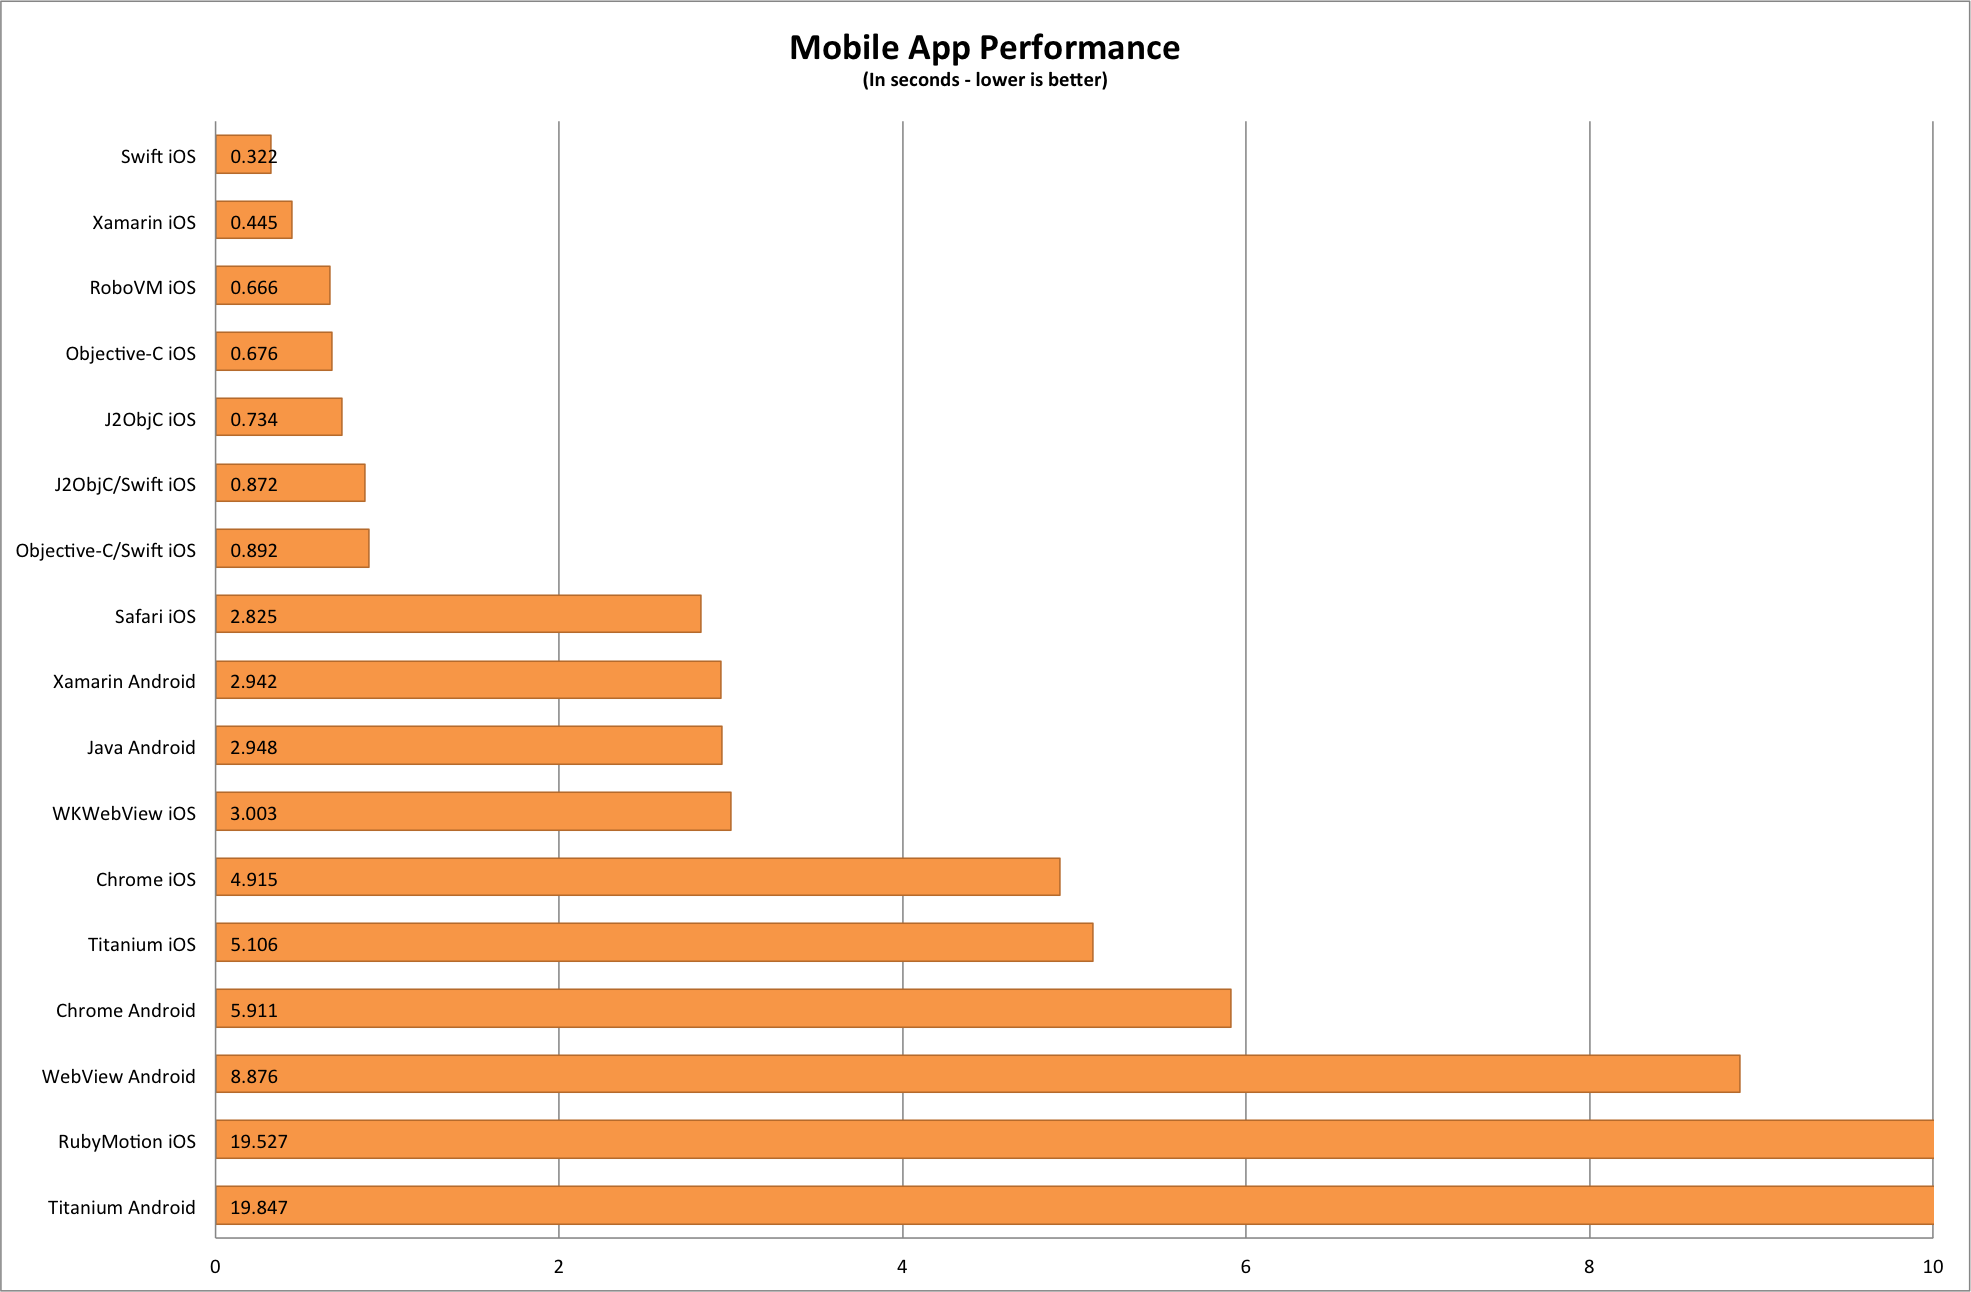 Mobile App Performance
(In seconds - lower is better)
Swift iOS 0.322
Xamarin iOS 0.445
RoboVM iOS 0.666
Objective-C iOS 0.676
J2ObjC iOS 0.734
J2ObjC/Swift iOS 0.872
Objective-C/Swift iOS 0.892
Safari iOS 2.825
Xamarin Android 2.942
Java Android 2.948
WKWebView iOS 3.003
Chrome iOS 4.915
Titanium iOS 5.106
Chrome Android 5.911
WebView Android 8.876
RubyMotion iOS 19.527
Titanium Android 19.847
0 2 4 6 8 10